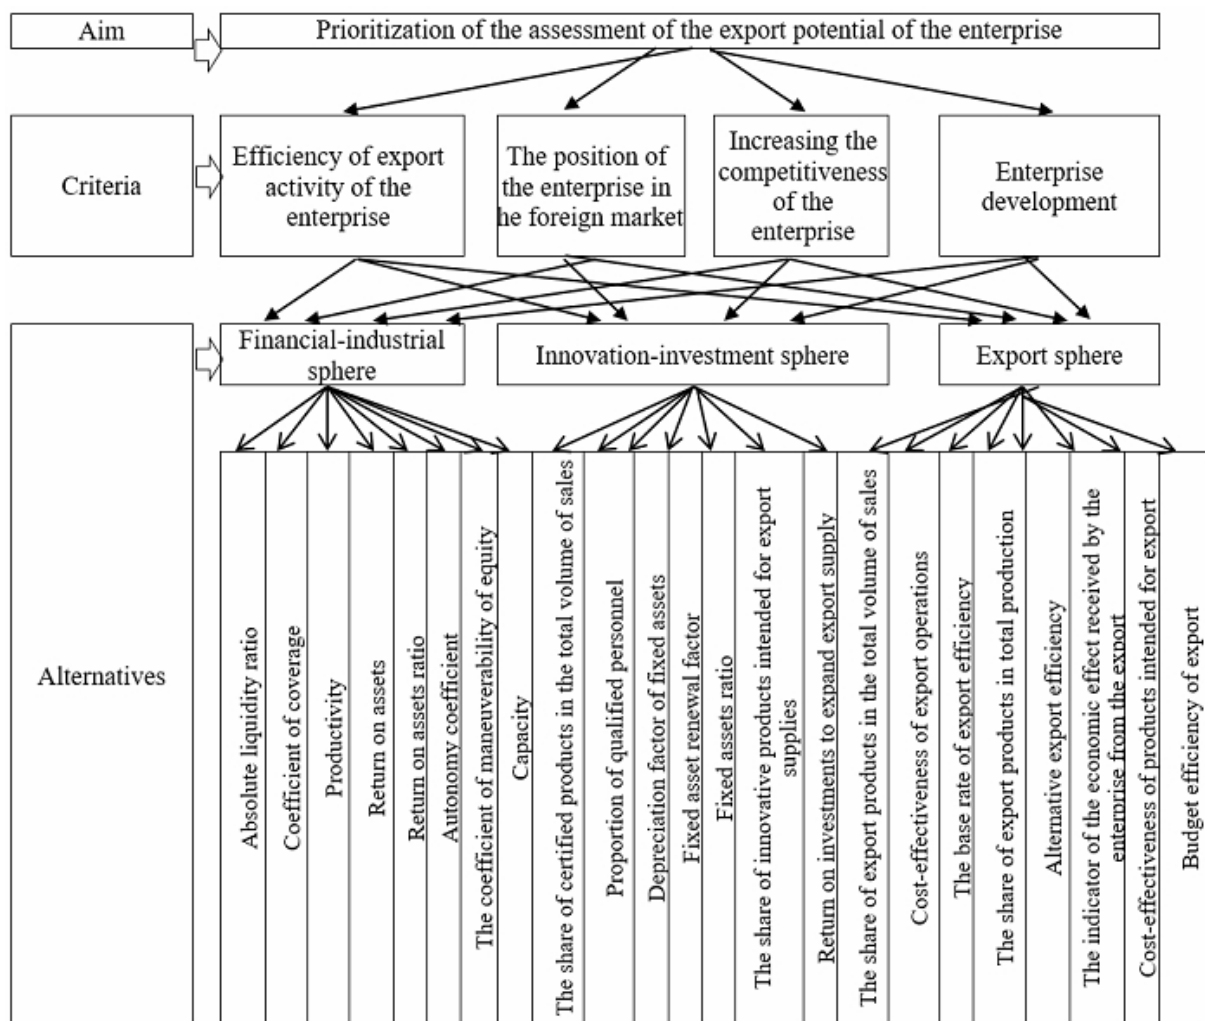 Aim
Prioritization of the assessment of the export potential of the enterprise
Criteria
Efficiency of export
activity of the
enterprise
The position of
the enterprise in
he foreign market
Increasing the
competitiveness
of the
enterprise
Enterprise
development
Alternatives
Financial-industrial
sphere
Innovation-investment sphere
Export sphere
Absolute liquidity ratio
Coefficient of coverage
Productivity
Return on assets
Return on assets ratio
Autonomy coefficient
The coefficient of maneuverability of equity
Capacity
The share of certified products in the total volume of sales
Proportion of qualified personnel
Depreciation factor of fixed assets
Fixed asset renewal factor
Fixed assets ratio
The share of innovative products intended for export
supplies
Return on investments to expand export supply
The share of export products in the total volume of sales
Cost-effectiveness of export operations
The base rate of export efficiency
The share of export products in total production
Alternative export efficiency
The indicator of the economic effect received by the
enterprise from the export
Cost-effectiveness of products intended for export
Budget efficiency of export